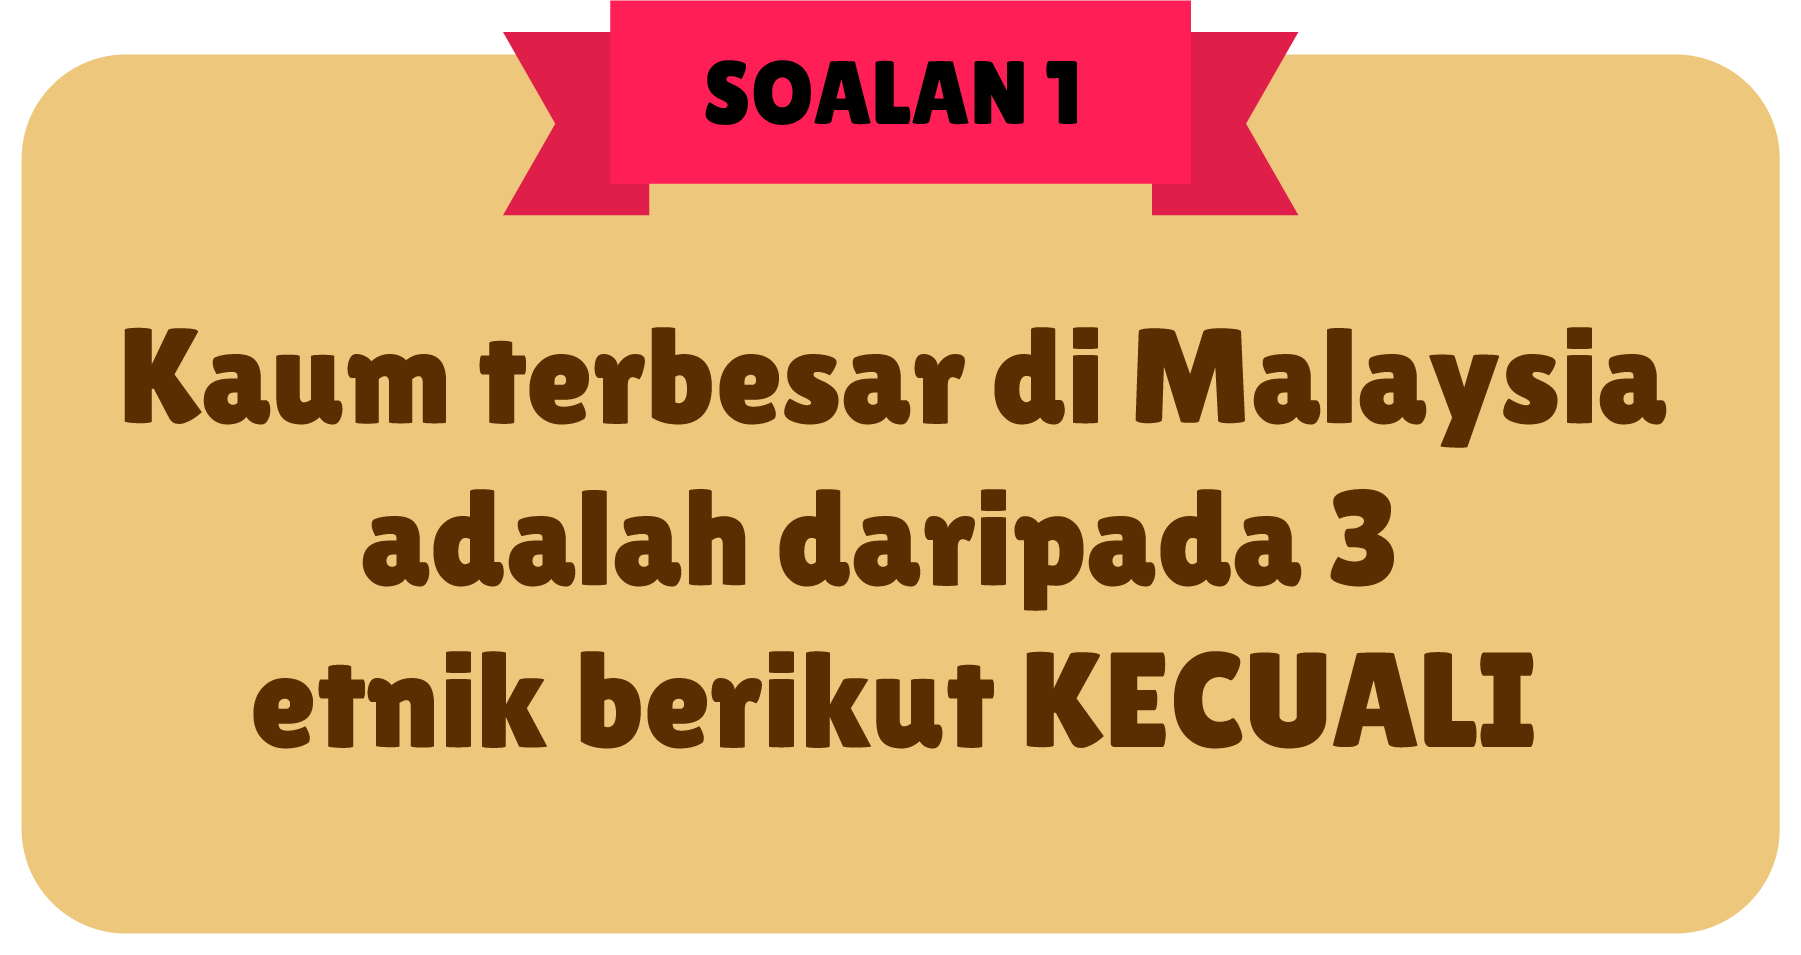 SOALAN 1
Kaum terbesar di Malaysia
adalah daripada 3
etnik berikut KECUALI